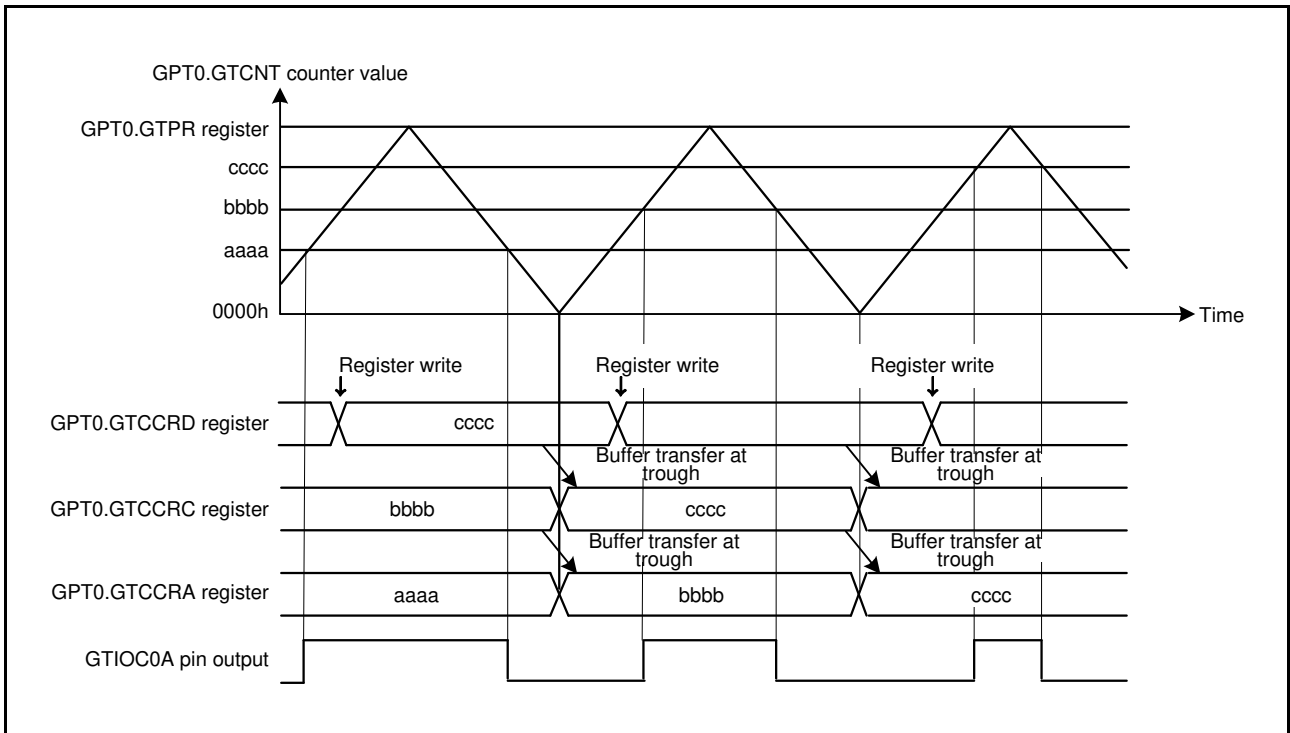 GPT0.GTCNT counter value
GPT0.GTPR register
cccc
bbbb
aaaa
0000h
Time
Register write
Register write
Register write
GPT0.GTCCRD register
cccc
Buffer transfer at
trough
Buffer transfer at
trough
GPT0.GTCCRC register
bbbb
cccc
Buffer transfer at
trough
Buffer transfer at
trough
GPT0.GTCCRA register
aaaa
bbbb
cccc
GTIOC0A pin output